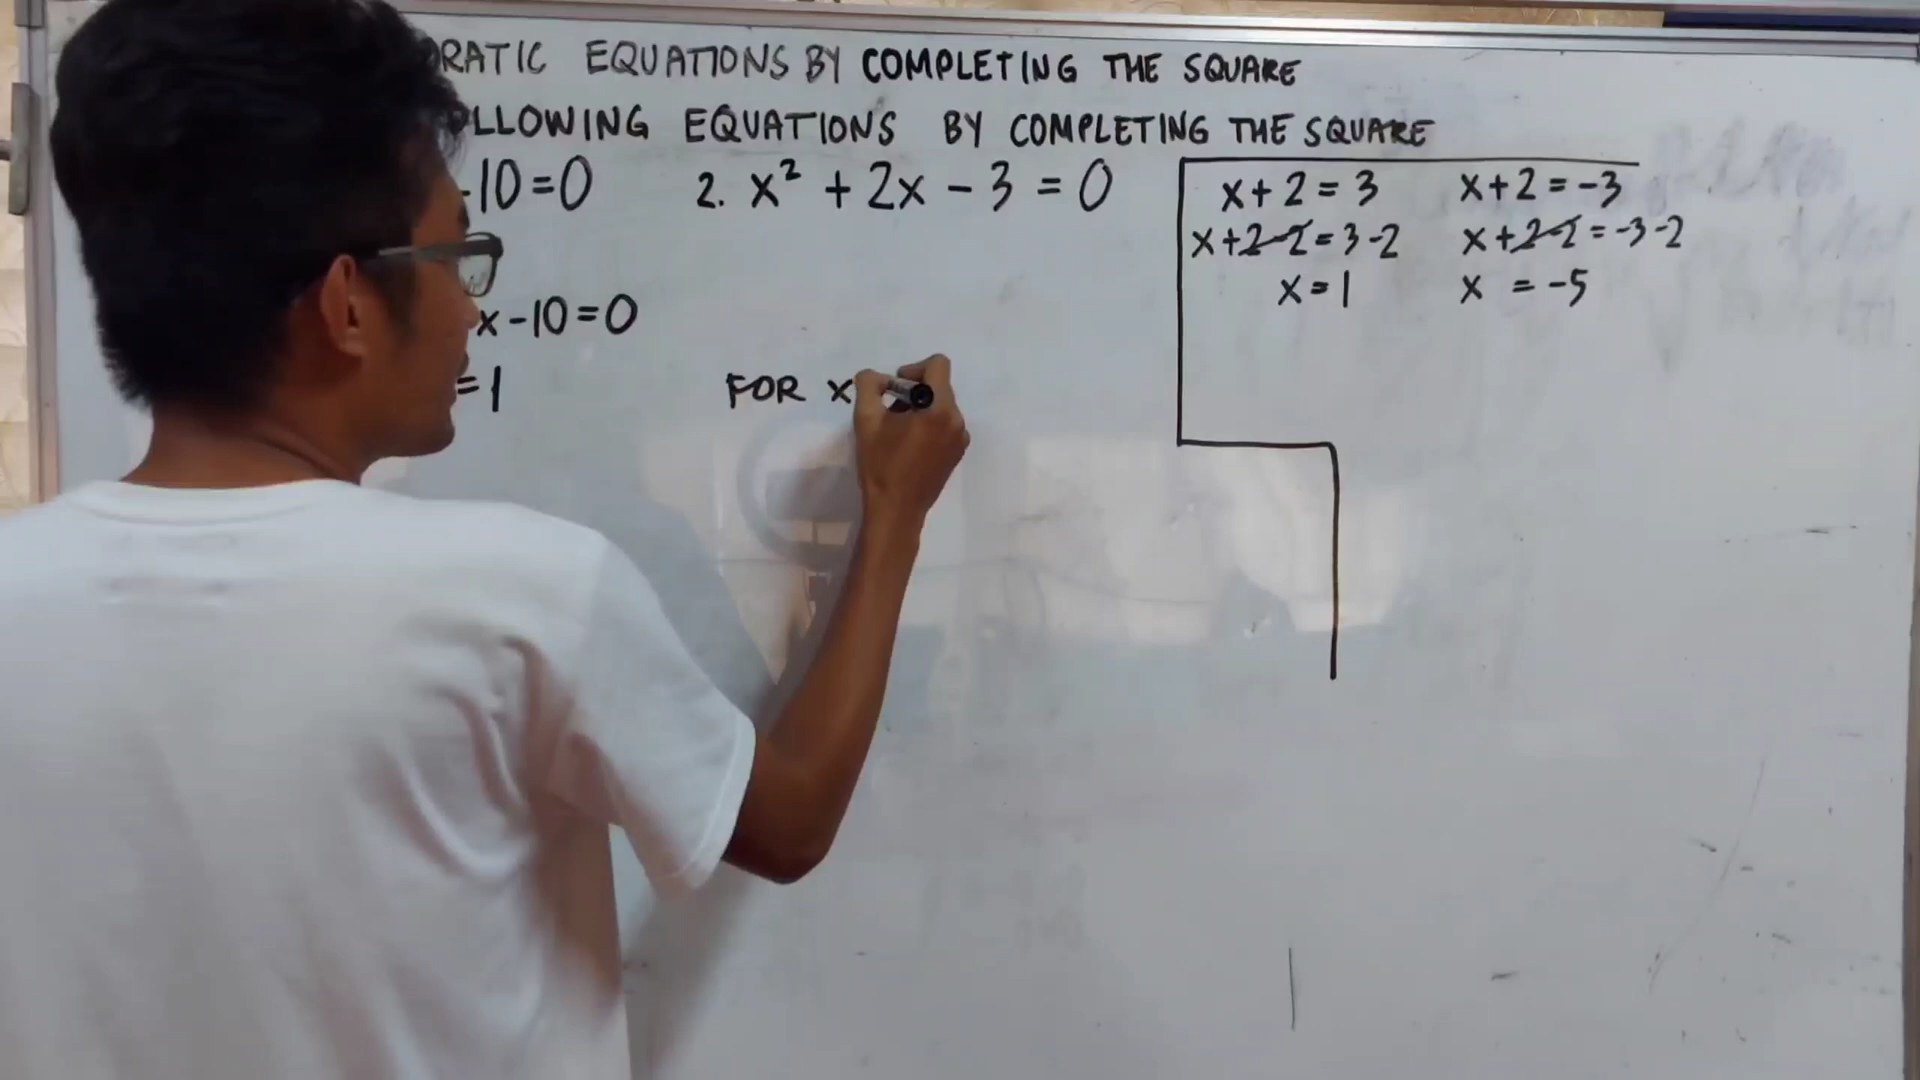 RATIC EQUATIONS BY COMPLETING THE SQUARE
LLOWING EQUATIONS BY COMPLETING THE SQUARE
-10=0
2. x² + 2x - 3 = 0
x-10=0
=1
FOR x
x+2=3
x+2-2=3-2
x=1
x+2=-3
x+2-2=-3-2
x = -5